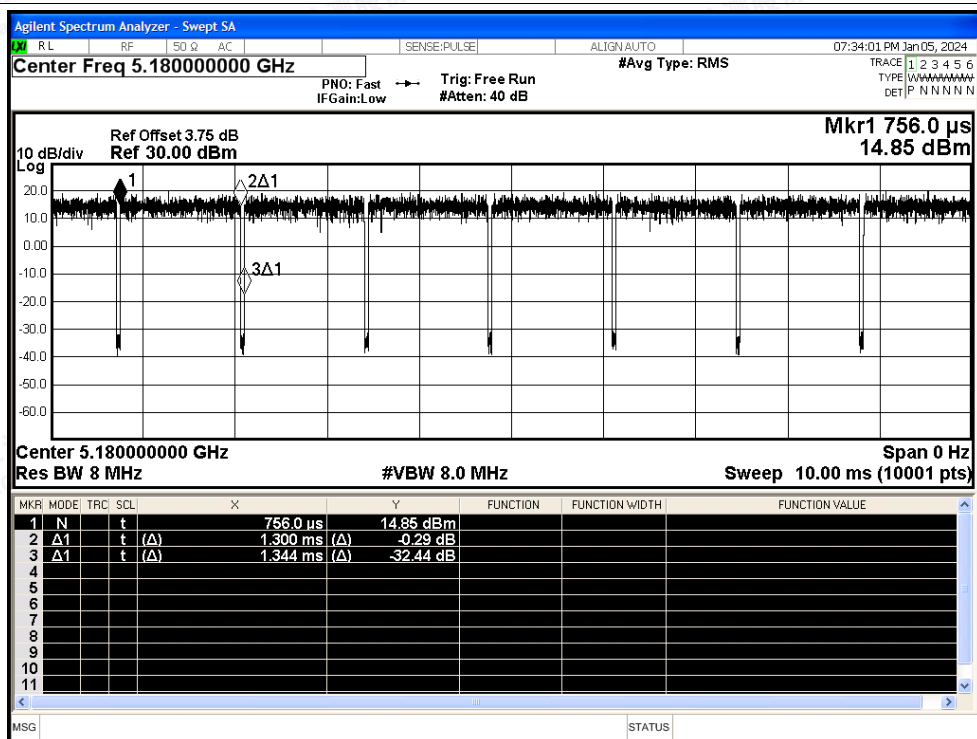 Agilent Spectrum Analyzer - Swept SA
LXI RL RF 50 Ω AC SENSE:PULSE ALIGN AUTO 07:34:01 PM Jan 05, 2024
Center Freq 5.180000000 GHz #Avg Type: RMS TRACE 1 2 3 4 5 6
PNO: Fast Trig: Free Run TYPE WWWWWW
IFGain:Low #Atten: 40 dB DET P N N N N N
Mkr1 756.0 µs
Ref Offset 3.75 dB
10 dB/div Ref 30.00 dBm 14.85 dBm
Log
1 2Δ1
20.0
10.0
0.00
3Δ1
-10.0
-20.0
-30.0
-40.0
-50.0
-60.0
Center 5.180000000 GHz Span 0 Hz
Res BW 8 MHz #VBW 8.0 MHz Sweep 10.00 ms (10001 pts)
MKR MODE TRC SCL X Y FUNCTION FUNCTION WIDTH FUNCTION VALUE
1 N t 756.0 µs 14.85 dBm
2 Δ1 t (Δ) 1.300 ms (Δ) -0.29 dB
3 Δ1 t (Δ) 1.344 ms (Δ) -32.44 dB
4
5
6
7
8
9
10
11
MSG STATUS